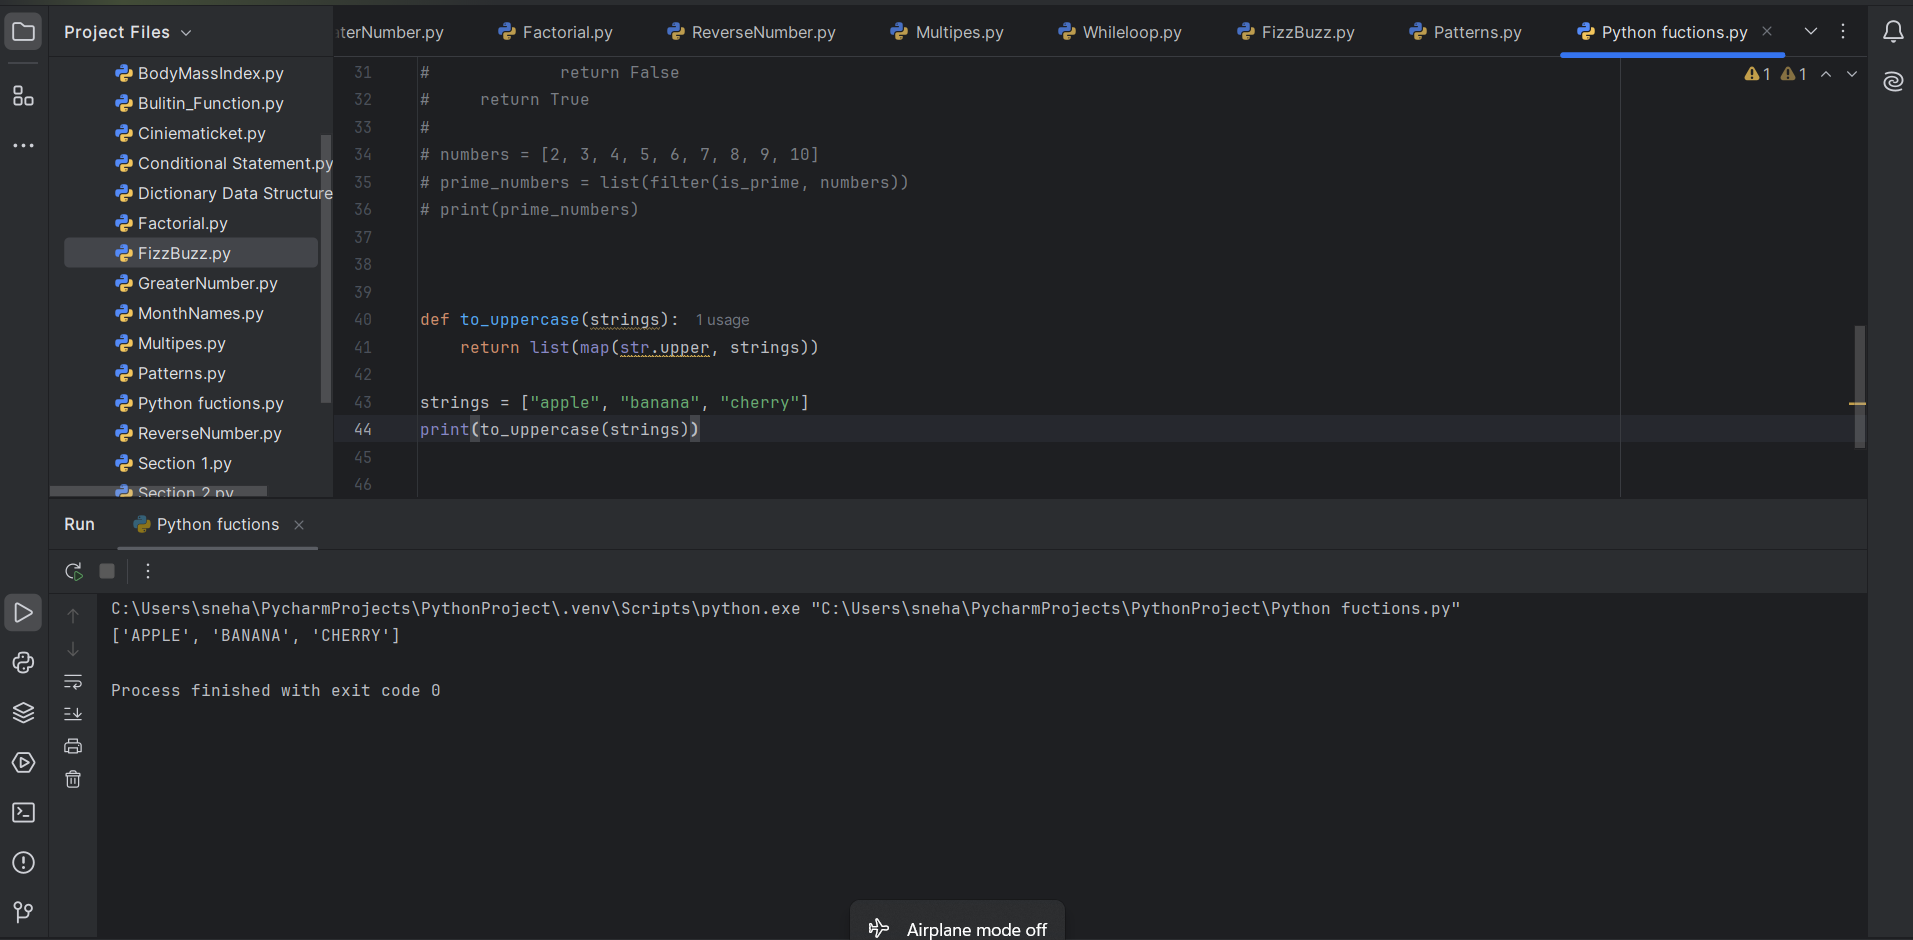 Project Files
terNumber.py
Factorial.py
ReverseNumber.py
Multipes.py
Whileloop.py
FizzBuzz.py
Patterns.py
Python fuctions.py
BodyMassIndex.py
Bulitin_Function.py
Ciniematicket.py
Conditional Statement.py
Dictionary Data Structure
Factorial.py
FizzBuzz.py
GreaterNumber.py
MonthNames.py
Multipes.py
Patterns.py
Python fuctions.py
ReverseNumber.py
Section 1.py
Section 2.py
1 1
31 # return False
32 # return True
33 #
34 # numbers = [2, 3, 4, 5, 6, 7, 8, 9, 10]
35 # prime_numbers = list(filter(is_prime, numbers))
36 # print(prime_numbers)
37
38
39
40 def to_uppercase(strings): 1 usage
41 return list(map(str.upper, strings))
42
43 strings = ["apple", "banana", "cherry"]
44 print(to_uppercase(strings))
45
46
Run Python fuctions
C:\Users\sneha\PycharmProjects\PythonProject\.venv\Scripts\python.exe "C:\Users\sneha\PycharmProjects\PythonProject\Python fuctions.py"
['APPLE', 'BANANA', 'CHERRY']
Process finished with exit code 0
Airplane mode off